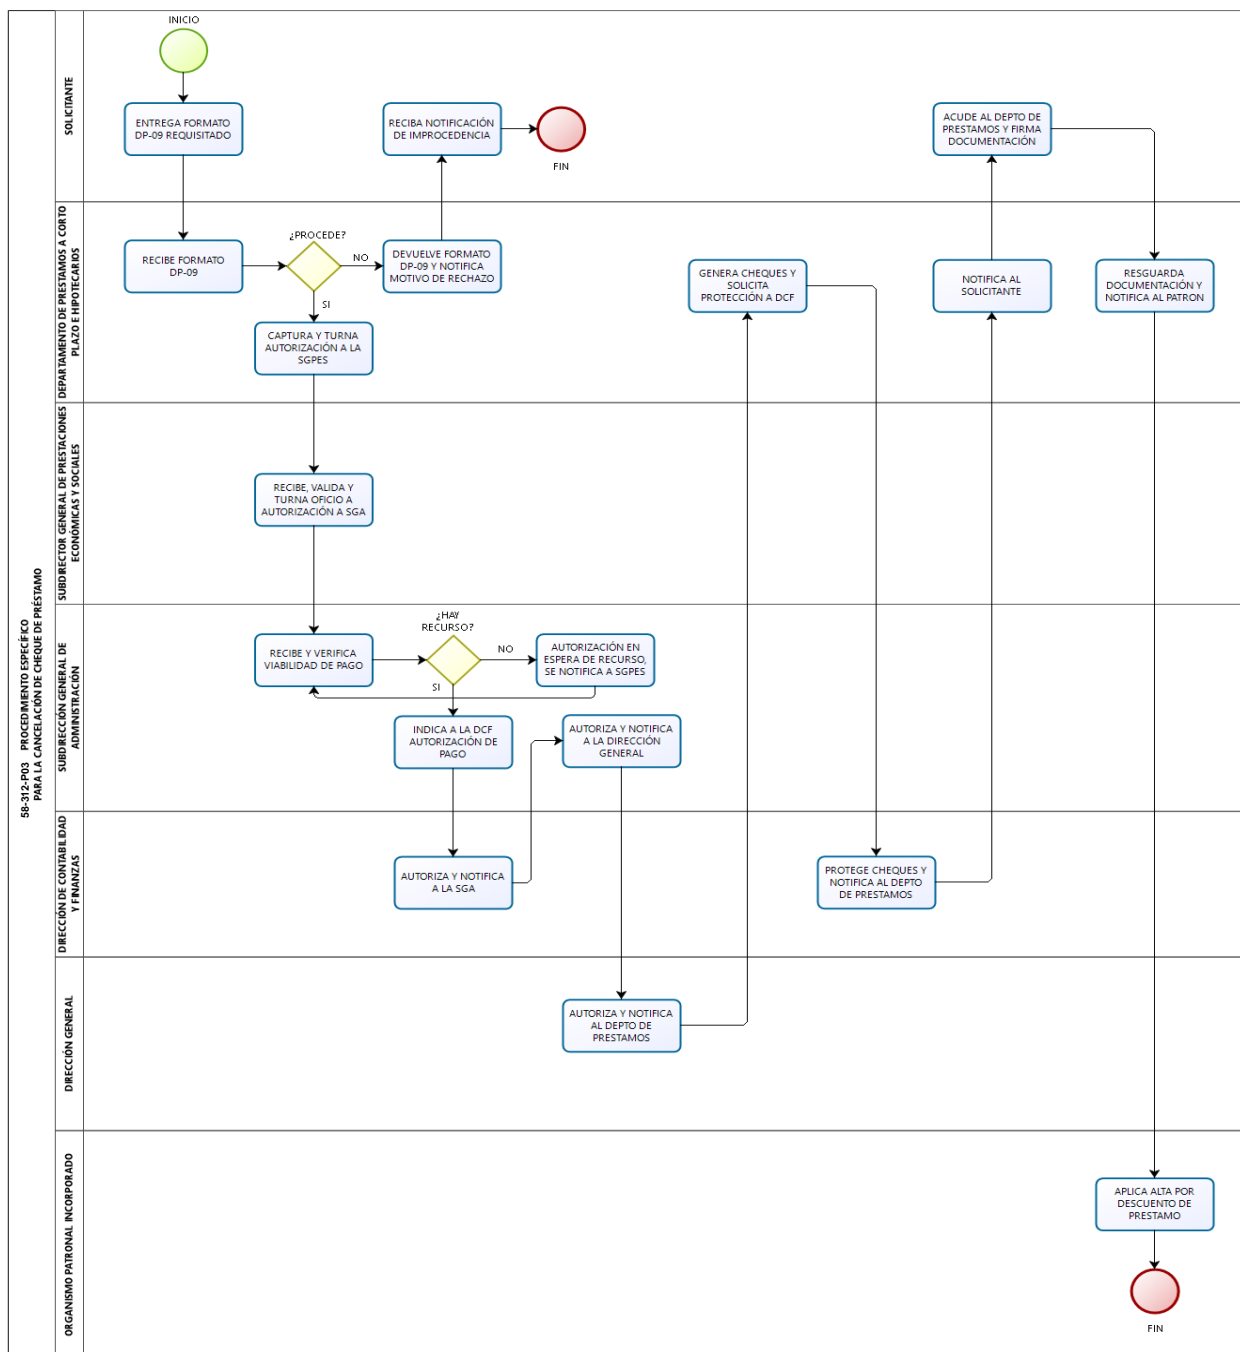 58-312-P03 PROCEDIMIENTO ESPECÍFICO
PARA LA CANCELACIÓN DE CHEQUE DE PRÉSTAMO
SOLICITANTE
INICIO
ENTREGA FORMATO
DP-09 REQUISITADO
RECIBA NOTIFICACIÓN
DE IMPROCEDENCIA
FIN
ACUDE AL DEPTO DE
PRESTAMOS Y FIRMA
DOCUMENTACIÓN
DEPARTAMENTO DE PRESTAMOS A CORTO
PLAZO E HIPOTECARIOS
RECIBE FORMATO
DP-09
¿PROCEDE?
NO
SI
DEVUELVE FORMATO
DP-09 Y NOTIFICA
MOTIVO DE RECHAZO
CAPTURA Y TURNA
AUTORIZACIÓN A LA
SGPES
GENERA CHEQUES Y
SOLICITA
PROTECCIÓN A DCF
NOTIFICA AL
SOLICITANTE
RESGUARDA
DOCUMENTACIÓN Y
NOTIFICA AL PATRON
SUBDIRECTOR GENERAL DE PRESTACIONES
ECONÓMICAS Y SOCIALES
RECIBE, VALIDA Y
TURNA OFICIO A
AUTORIZACIÓN A SGA
SUBDIRECCIÓN GENERAL DE
ADMINISTRACIÓN
RECIBE Y VERIFICA
VIABILIDAD DE PAGO
¿HAY
RECURSO?
NO
SI
AUTORIZACIÓN EN
ESPERA DE RECURSO,
SE NOTIFICA A SGPES
INDICA A LA DCF
AUTORIZACIÓN DE
PAGO
AUTORIZA Y NOTIFICA
A LA DIRECCIÓN
GENERAL
DIRECCIÓN DE CONTABILIDAD
Y FINANZAS
AUTORIZA Y NOTIFICA
A LA SGA
PROTEGE CHEQUES Y
NOTIFICA AL DEPTO
DE PRESTAMOS
DIRECCIÓN GENERAL
AUTORIZA Y NOTIFICA
AL DEPTO DE
PRESTAMOS
ORGANISMO PATRONAL INCORPORADO
APLICA ALTA POR
DESCUENTO DE
PRESTAMO
FIN